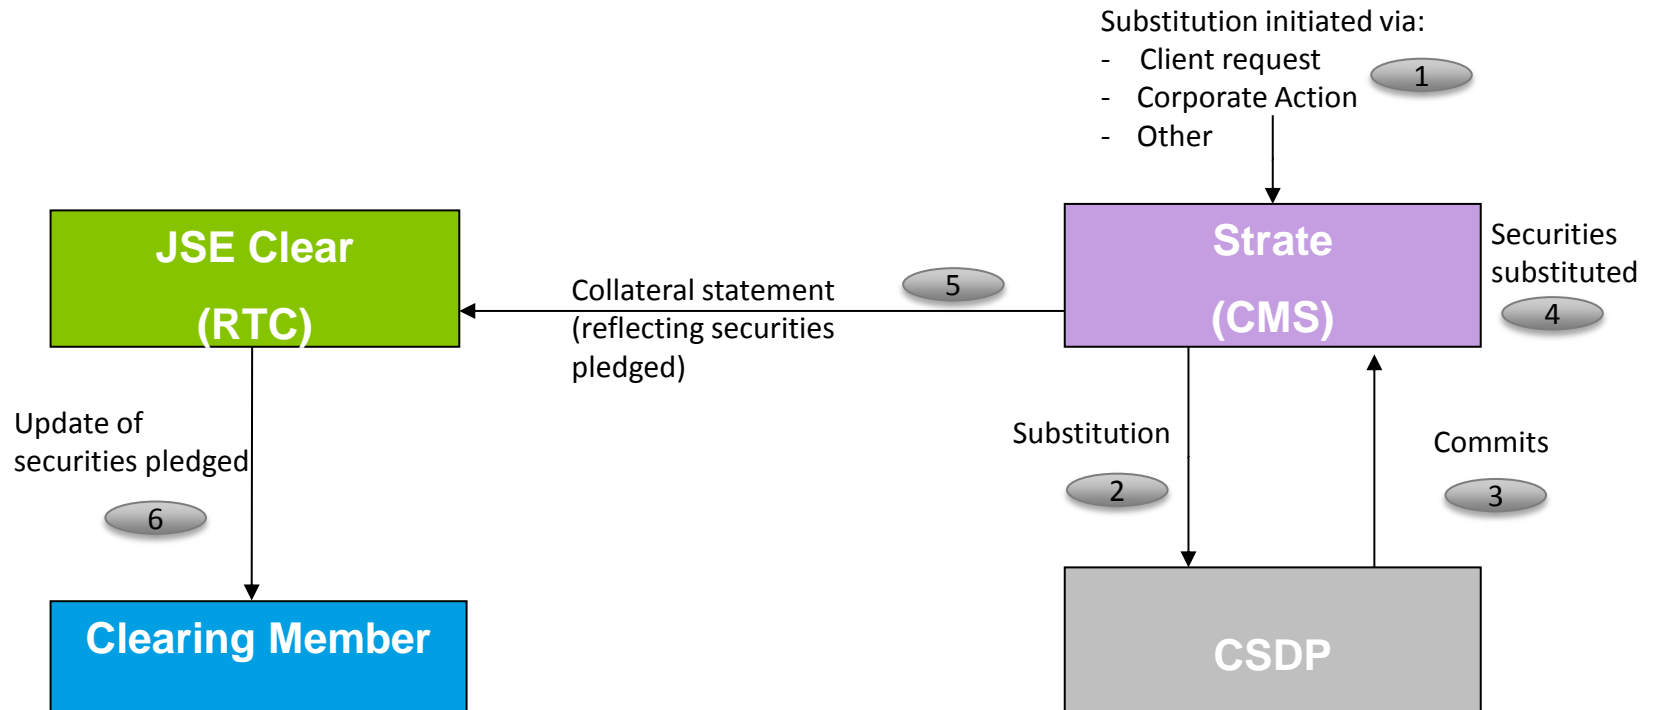 Substitution initiated via:
- Client request
- Corporate Action
- Other
1
JSE Clear
(RTC)
Strate
(CMS)
Securities
substituted
4
5
Collateral statement
(reflecting securities
pledged)
Update of
securities pledged
6
Substitution
2
Commits
3
Clearing Member
CSDP